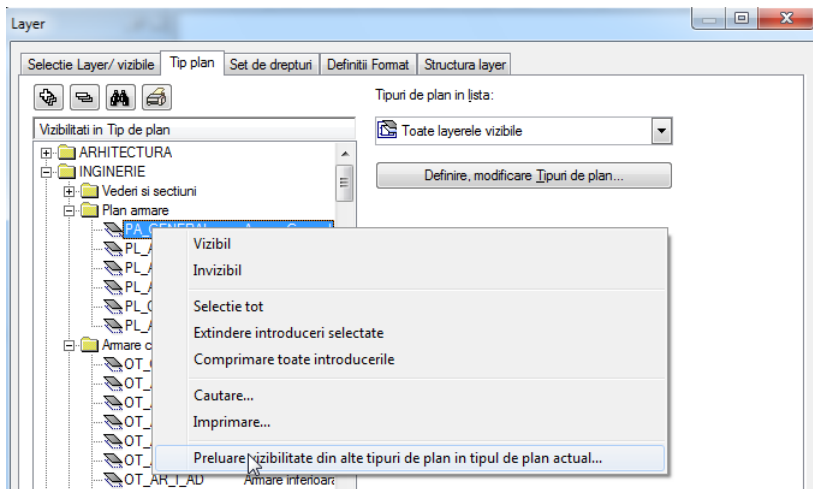 Layer
Selectie Layer/ vizibile Tip plan Set de drepturi Definitii Format Structura layer
Tipuri de plan in lista:
Vizibilitati in Tip de plan
Toate layerele vizibile
ARHITECTURA
INGINERIE
Definire, modificare Tipuri de plan...
Vederi si sectiuni
Plan armare
PA_GENERAL
Vizibil
Invizibil
Selectie tot
Extindere introduceri selectate
Comprimare toate introducerile
Armare c
Cautare...
Imprimare...
Preluare vizibilitate din alte tipuri de plan in tipul de plan actual...
OT_AR_I_AD Armare inferioara